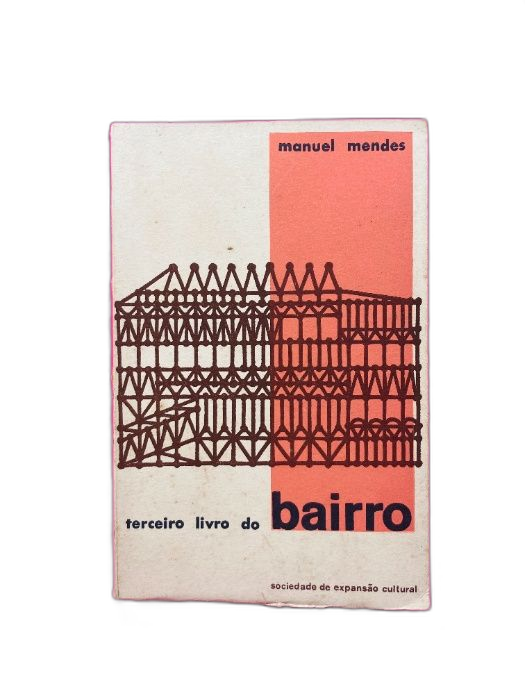 manuel mendes
terceiro livro do bairro
sociedade de expansão cultural